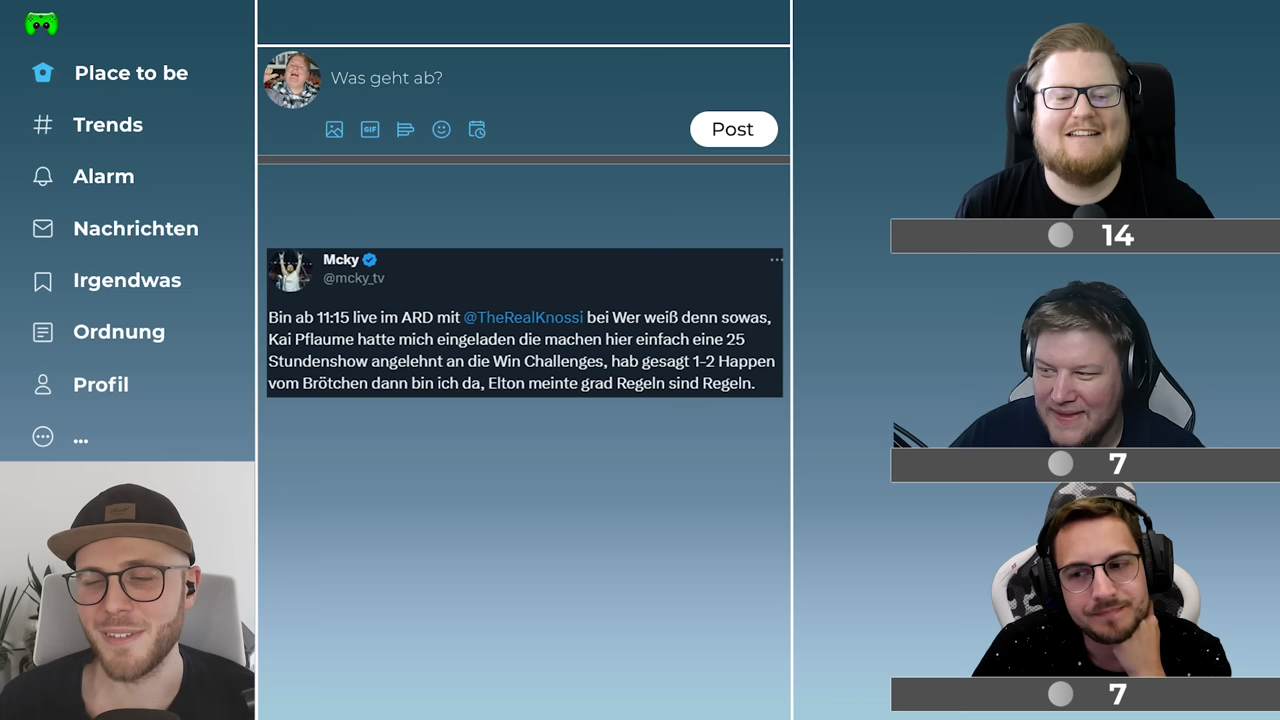 Place to be
Trends
Alarm
Nachrichten
Irgendwas
Ordnung
Profil
...
Was geht ab?
GIF
Post
Mcky
@mcky_tv
Bin ab 11:15 live im ARD mit @TheRealKnossi bei Wer weiß denn sowas,
Kai Pflaume hatte mich eingeladen die machen hier einfach eine 25
Stundenshow angelehnt an die Win Challenges, hab gesagt 1-2 Happen
vom Brötchen dann bin ich da, Elton meinte grad Regeln sind Regeln.
14
7
7